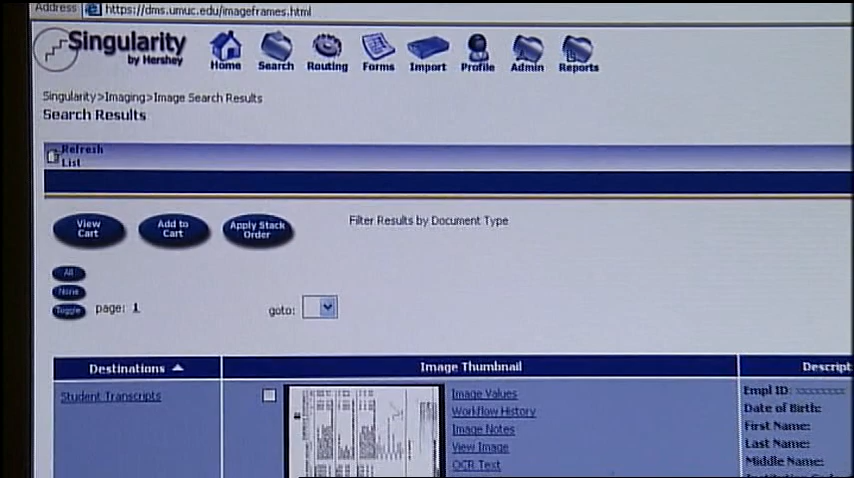 Address https://dms.umuc.edu/imageframes.html
Singularity
by Hershey
Home Search Routing Forms Import Profile Admin Reports
Singularity>Imaging>Image Search Results
Search Results
Refresh
List
View
Cart
Add to
Cart
Apply Stack
Order
Filter Results by Document Type
All
None
Toggle
page: 1
goto:
Destinations Image Thumbnail Descript
Student Transcripts
Image Values
Workflow History
Image Notes
View Image
OCR Text
Empl ID:
Date of Birth:
First Name:
Last Name:
Middle Name: